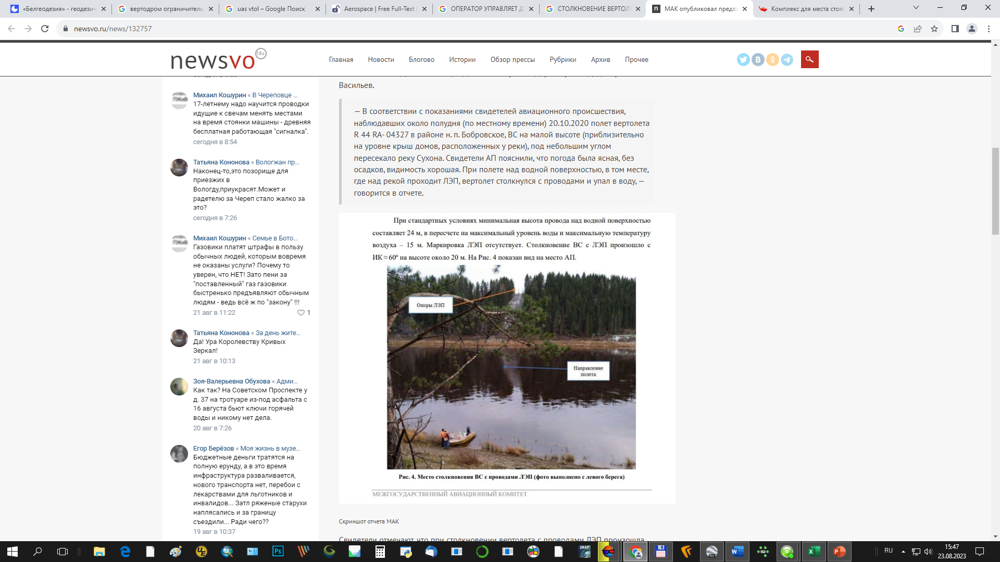 «Белгеодезия» - геодезич
вертодром ограничитель
uas vtol – Google Поиск
Aerospace | Free Full-Text |
ОПЕРАТОР УПРАВЛЯЕТ Д
СТОЛКНОВЕНИЕ ВЕРТОЛ
МАК опубликовал предва
Комплекс для места стоян
newsvo.ru/news/132757
newsvo 18+
Главная
Новости
Блогово
Истории
Обзор прессы
Рубрики
Архив
Прочее
Михаил Кошурин « В Череповце ...
17-летнему надо научится проводки
идущие к свечам менять местами
на время стоянки машины - древняя
бесплатная работающая "сигналка".
сегодня в 8:54
Татьяна Кононова « Вологжан пр...
Наконец-то,это позорище для
приезжих в
Вологду,приукрасят.Может и
радетелю за Череп стало жалко за
это?
сегодня в 7:26
Михаил Кошурин « Семье в Бото...
Газовики платят штрафы в пользу
обычных людей, которым вовремя
не оказаны услуги? Почему то
уверен, что НЕТ! Зато пени за
"поставленный" газ газовики
быстренько предъявляют обычным
людям - ведь всё ж по "закону" !!!
21 авг в 11:22
1
Татьяна Кононова « За день жите...
Да! Ура Королевству Кривых
Зеркал!
21 авг в 10:13
Зоя-Валерьевна Обухова « Адми...
Как так? На Советском Проспекте у
д. 37 на тротуаре из-под асфальта с
16 августа бьют ключи горячей
воды и никому нет дела.
20 авг в 7:26
Егор Берёзов « Моя жизнь в музе...
Бюджетные деньги тратятся на
полную ерунду, а в это время
инфраструктура разваливается,
нового транспорта нет, перебои с
лекарствами для льготников и
инвалидов... Затл ряженые старухи
наплясались и за границу
съездили... Ради чего??
19 авг в 10:37
Васильев.
— В соответствии с показаниями свидетелей авиационного происшествия,
наблюдавших около полудня (по местному времени) 20.10.2020 полет вертолета
R 44 RA- 04327 в районе н. п. Бобровское, ВС на малой высоте (приблизительно
на уровне крыш домов, расположенных у реки), под небольшим углом
пересекало реку Сухона. Свидетели АП пояснили, что погода была ясная, без
осадков, видимость хорошая. При полете над водной поверхностью, в том месте,
где над рекой проходит ЛЭП, вертолет столкнулся с проводами и упал в воду, —
говорится в отчете.
При стандартных условиях минимальная высота провода над водной поверхностью
составляет 24 м, в пересчете на максимальный уровень воды и максимальную температуру
воздуха – 15 м. Маркировка ЛЭП отсутствует. Столкновение ВС с ЛЭП произошло с
ИК ≈ 60° на высоте около 20 м. На Рис. 4 показан вид на место АП.
Опоры ЛЭП
Направление
полета
Рис. 4. Место столкновения ВС с проводами ЛЭП (фото выполнено с левого берега)
МЕЖГОСУДАРСТВЕННЫЙ АВИАЦИОННЫЙ КОМИТЕТ
Скриншот отчета МАК
Свидетели отмечают, что при столкновении вертолета с проводами ЛЭП произошла
RU
15:47
23.08.2023